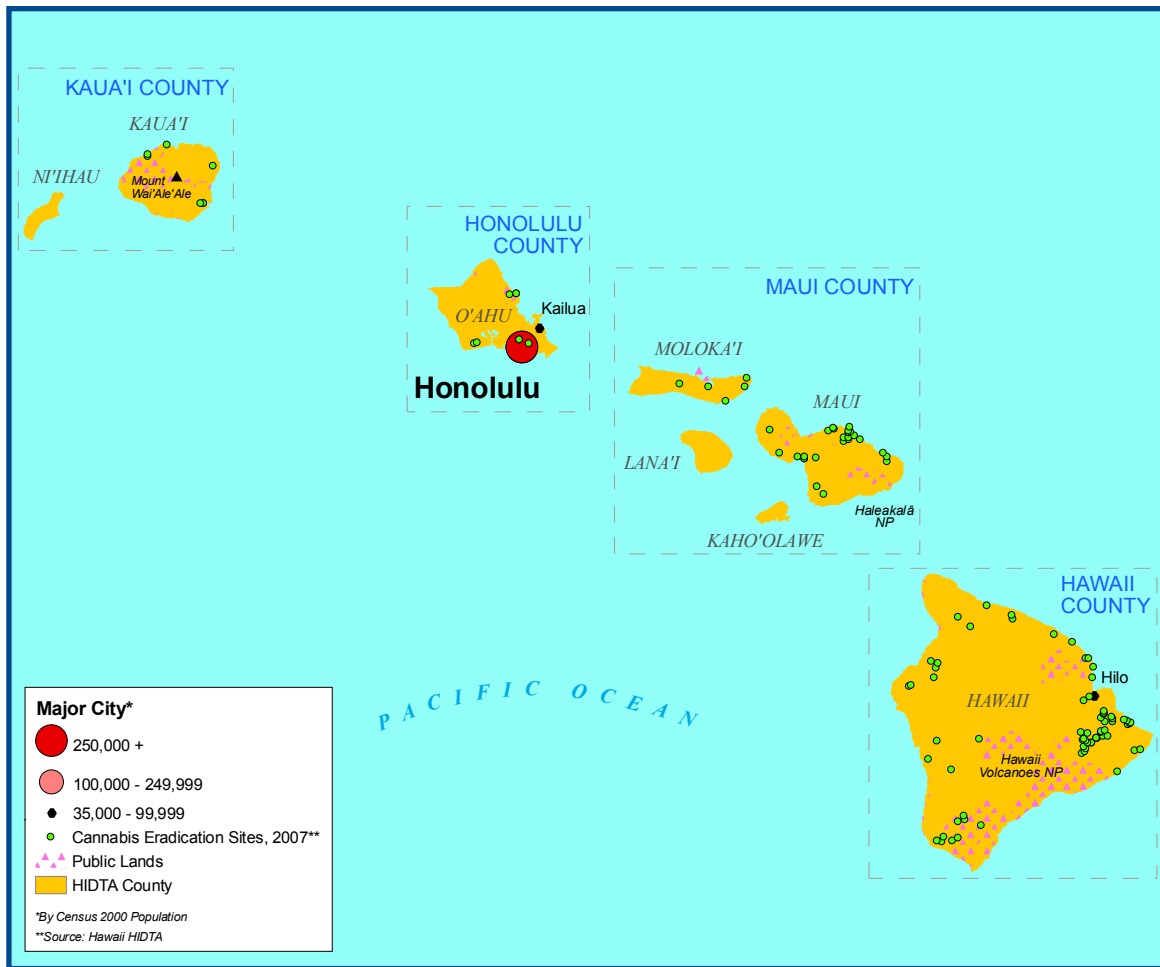 KAUA'I COUNTY
KAUA'I
NI'IHAU
Mount
Wai'Ale'Ale
HONOLULU
COUNTY
O'AHU
Kailua
Honolulu
MAUI COUNTY
MOLOKA'I
MAUI
LANA'I
Haleakalâ
NP
KAHO'OLAWE
HAWAII
COUNTY
Hilo
HAWAII
Hawaii
Volcanoes NP
PACIFIC OCEAN
Major City*
250,000 +
100,000 - 249,999
35,000 - 99,999
Cannabis Eradication Sites, 2007**
Public Lands
HIDTA County
*By Census 2000 Population
**Source: Hawaii HIDTA